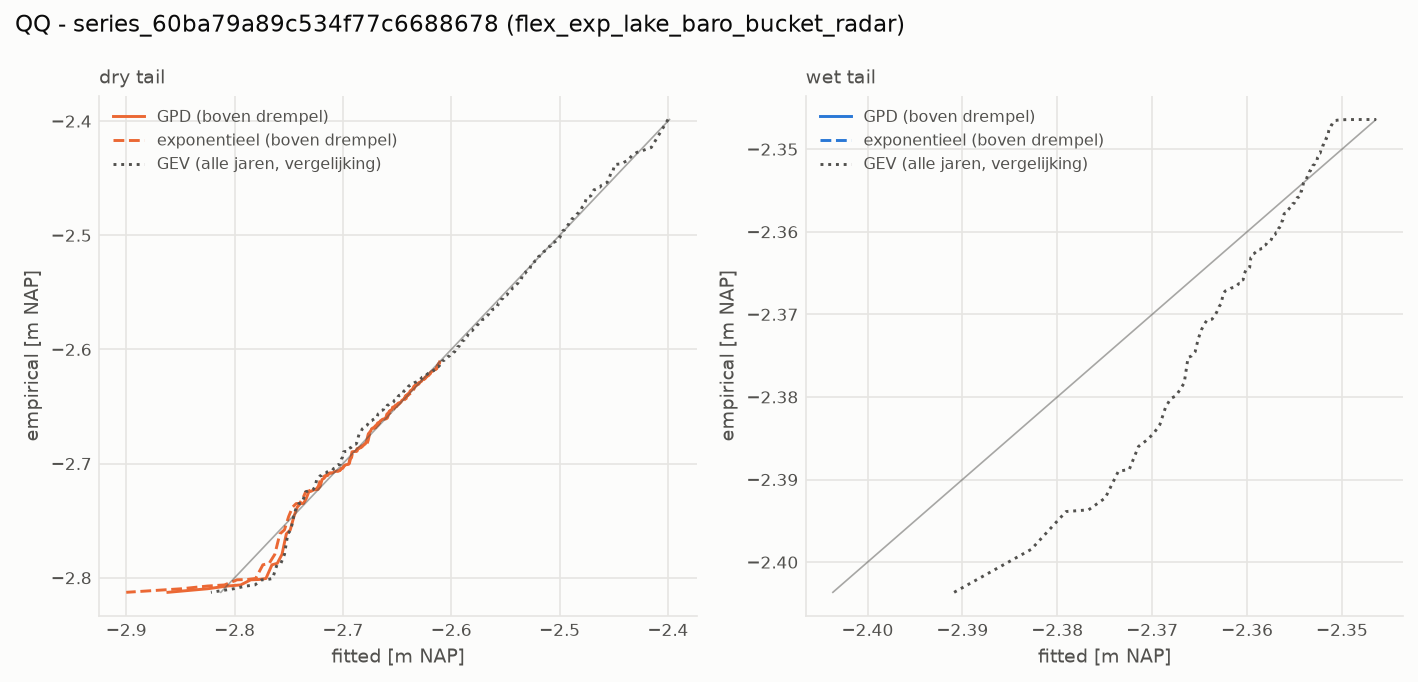 QQ - series_60ba79a89c534f77c6688678 (flex_exp_lake_baro_bucket_radar)
dry tail
GPD (boven drempel)
exponentieel (boven drempel)
GEV (alle jaren, vergelijking)
−2.4
−2.5
−2.6
−2.7
−2.8
empirical [m NAP]
−2.9
−2.8
−2.7
−2.6
−2.5
−2.4
fitted [m NAP]
wet tail
GPD (boven drempel)
exponentieel (boven drempel)
GEV (alle jaren, vergelijking)
−2.35
−2.36
−2.37
−2.38
−2.39
−2.40
empirical [m NAP]
−2.40
−2.39
−2.38
−2.37
−2.36
−2.35
fitted [m NAP]